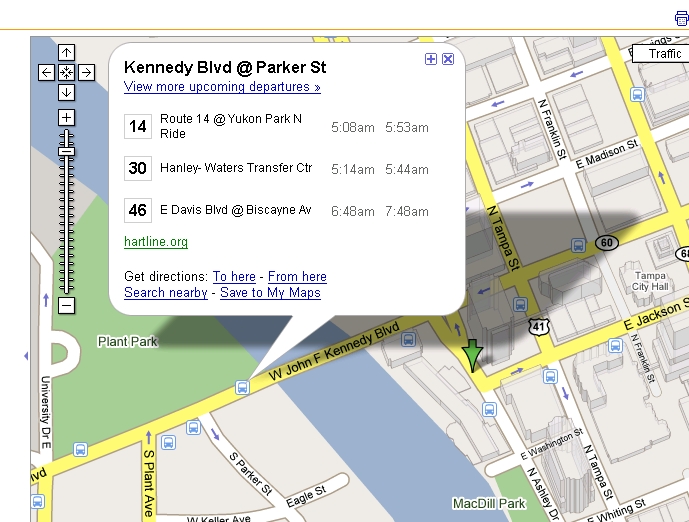 Kennedy Blvd @ Parker St
View more upcoming departures »
14
Route 14 @ Yukon Park N
Ride
5:08am 5:53am
30
Hanley- Waters Transfer Ctr
5:14am 5:44am
46
E Davis Blvd @ Biscayne Av
6:48am 7:48am
hartline.org
Get directions: To here - From here
Search nearby - Save to My Maps
Traffic
N Franklin St
E Madison St
N Tampa St
60
Tampa
City Hall
41
E Jackson S
N Franklin St
Plant Park
W John F Kennedy Blvd
University Dr E
lvd
S Plant Ave
S Parker St
Eagle St
W Keller Ave
E Washington St
N Tampa St
N Ashley Dr
MacDill Park
E Whiting St